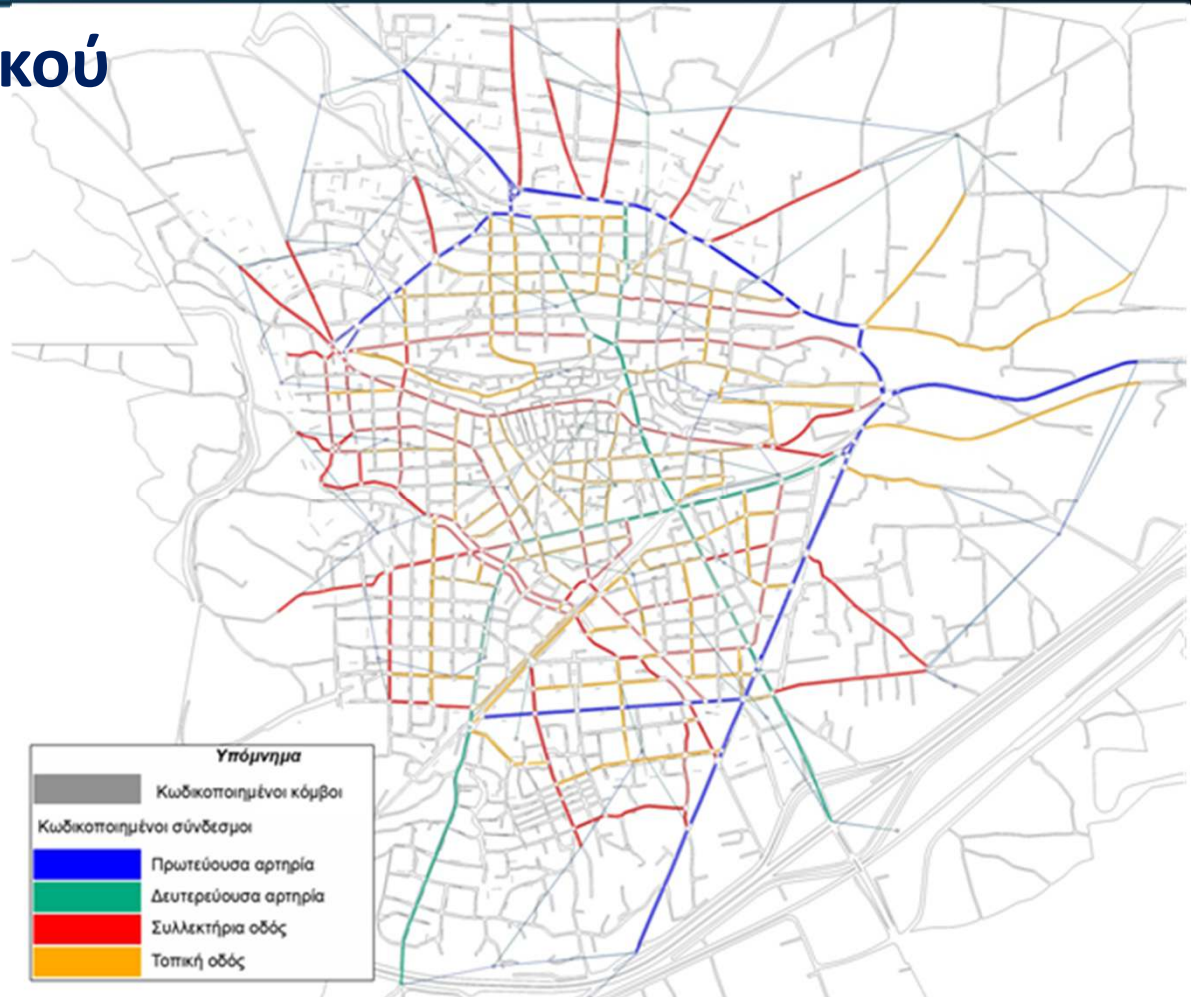 κού
Υπόμνημα
Κωδικοποιημένοι κόμβοι
Κωδικοποιημένοι σύνδεσμοι
Πρωτεύουσα αρτηρία
Δευτερεύουσα αρτηρία
Συλλεκτήρια οδός
Τοπική οδός